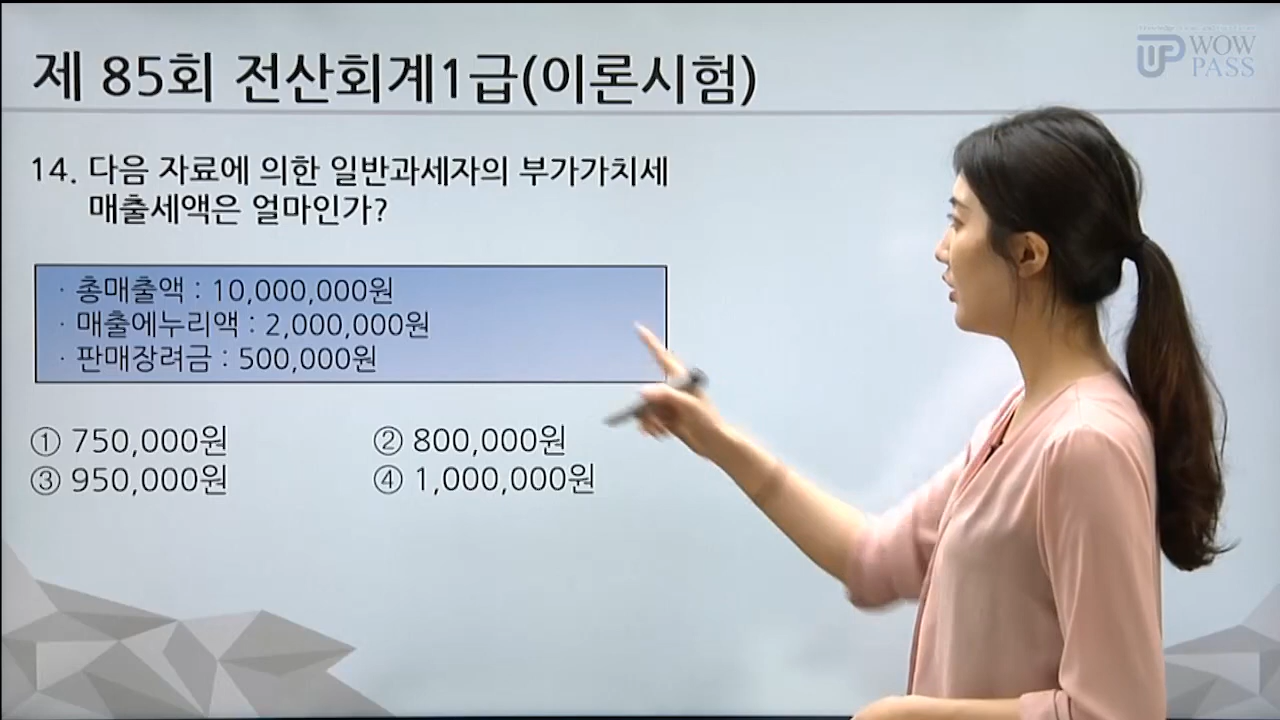 제 85회 전산회계1급(이론시험)
WOW
PASS
14. 다음 자료에 의한 일반과세자의 부가가치세
매출세액은 얼마인가?
· 총매출액 : 10,000,000원
· 매출에누리액 : 2,000,000원
· 판매장려금 : 500,000원
① 750,000원 ② 800,000원
③ 950,000원 ④ 1,000,000원